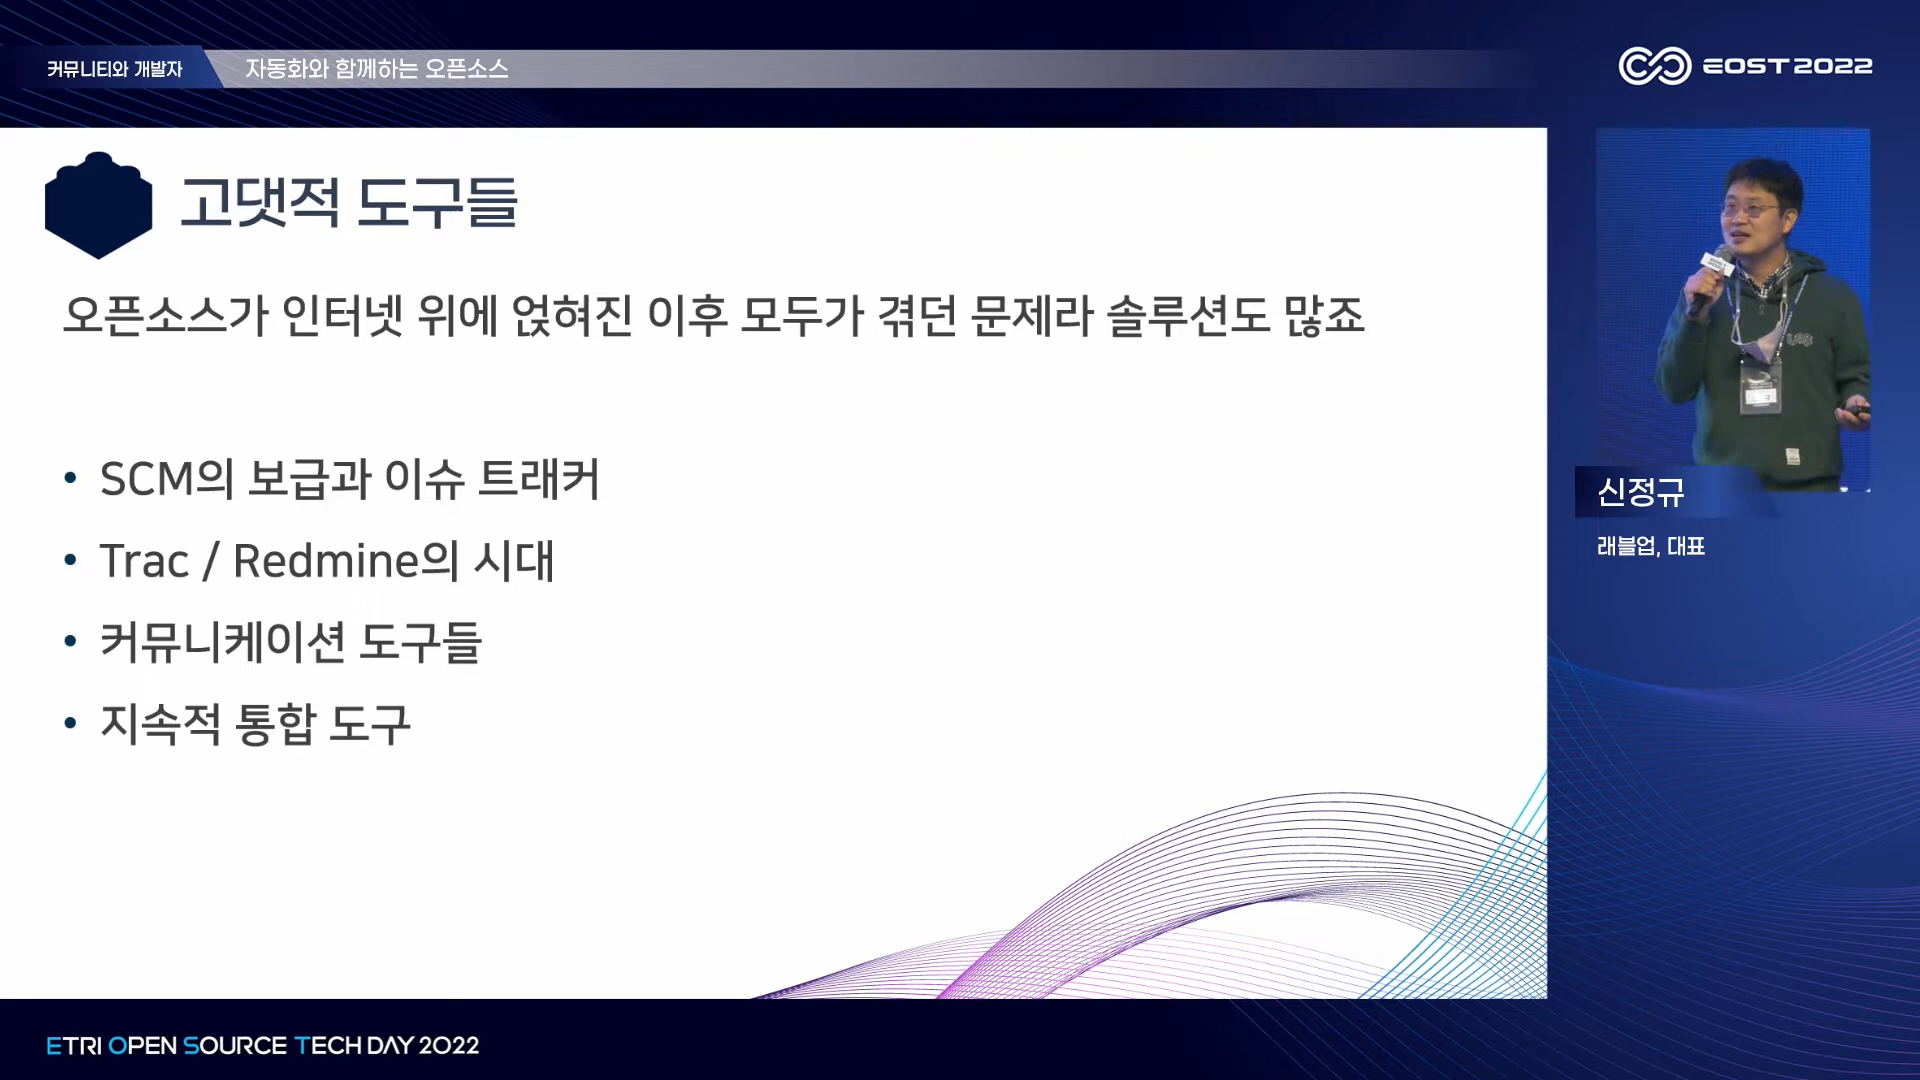 커뮤니티와 개발자
자동화와 함께하는 오픈소스
EOST2022
고댓적 도구들
오픈소스가 인터넷 위에 얹혀진 이후 모두가 겪던 문제라 솔루션도 많죠
• SCM의 보급과 이슈 트래커
• Trac / Redmine의 시대
• 커뮤니케이션 도구들
• 지속적 통합 도구
신정규
래블업, 대표
ETRI OPEN SOURCE TECH DAY 2022